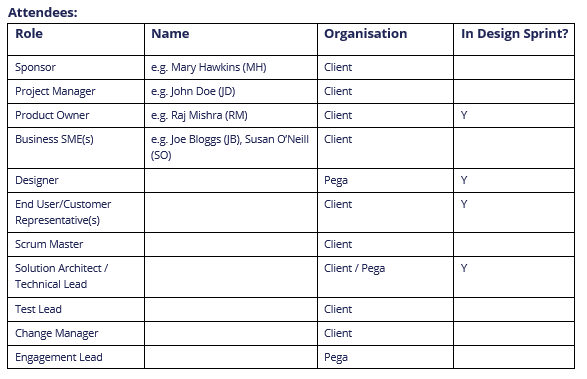 Attendees:
Role Name Organisation In Design Sprint?
Sponsor e.g. Mary Hawkins (MH) Client
Project Manager e.g. John Doe (JD) Client
Product Owner e.g. Raj Mishra (RM) Client Y
Business SME(s) e.g. Joe Bloggs (JB), Susan O’Neill Client
(SO)
Designer Pega Y
End User/Customer Client Y
Representative(s)
Scrum Master Client
Solution Architect / Client / Pega Y
Technical Lead
Test Lead Client
Change Manager Client
Engagement Lead Pega